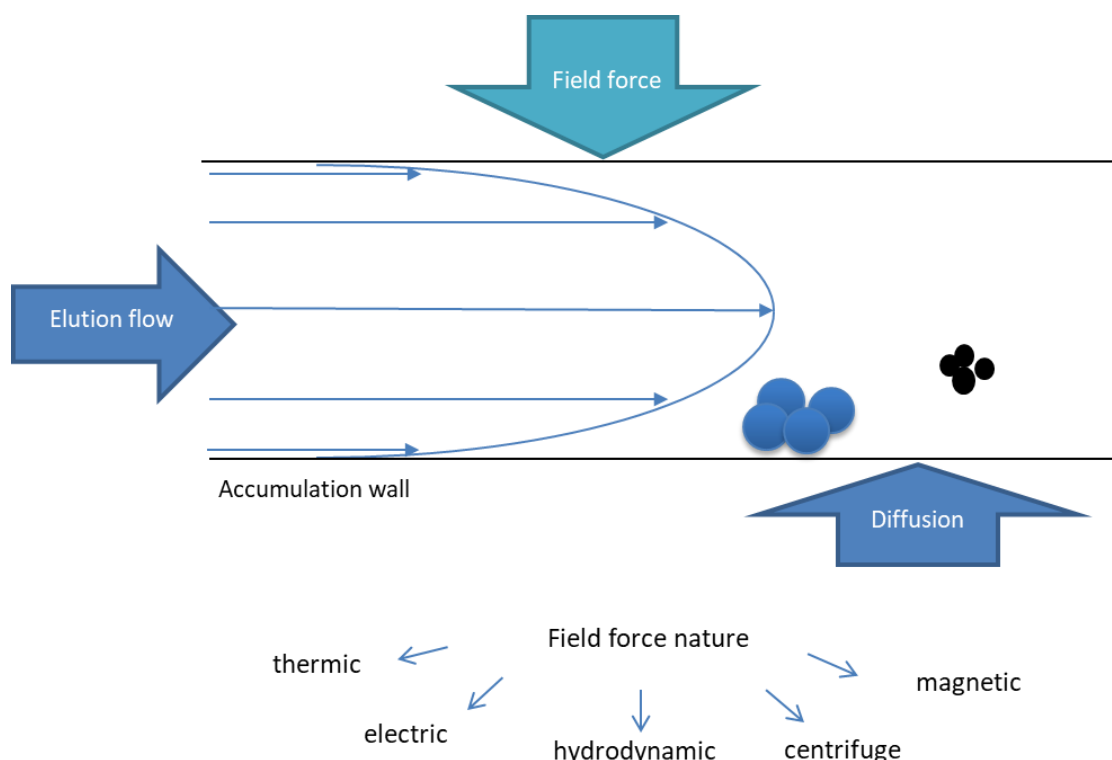 Field force
Elution flow
Accumulation wall
Diffusion
Field force nature
thermic
magnetic
electric
hydrodynamic
centrifuge